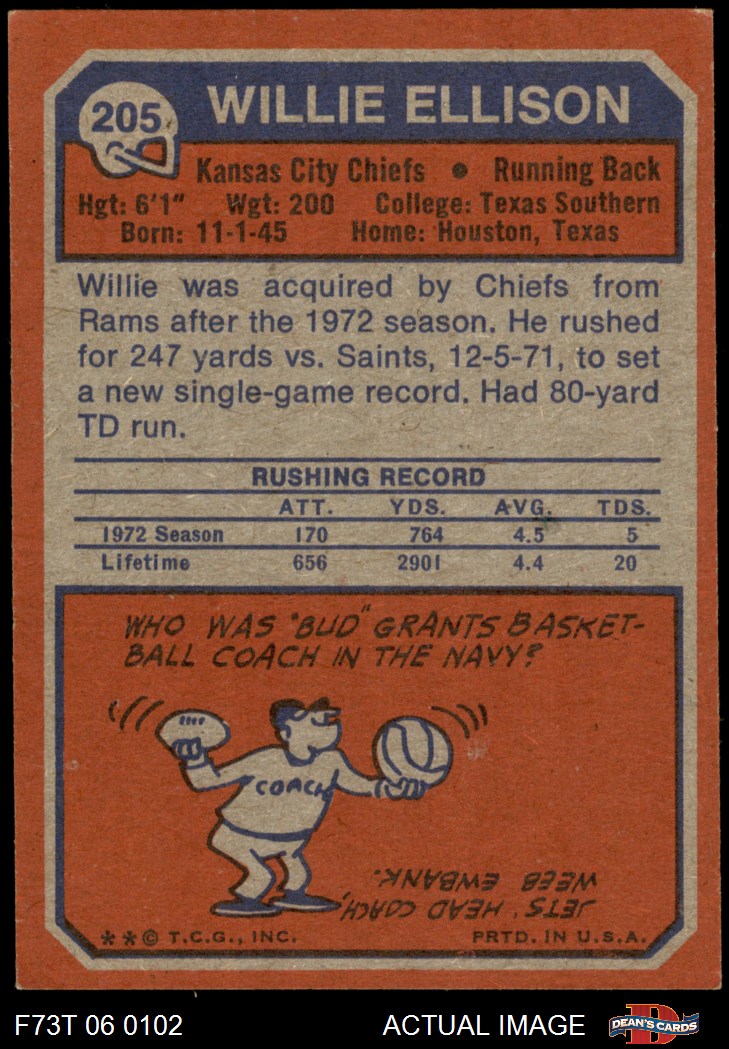 205
WILLIE ELLISON
Kansas City Chiefs • Running Back
Hgt: 6'1" Wgt: 200 College: Texas Southern
Born: 11-1-45 Home: Houston, Texas
Willie was acquired by Chiefs from
Rams after the 1972 season. He rushed
for 247 yards vs. Saints, 12-5-71, to set
a new single-game record. Had 80-yard
TD run.
RUSHING RECORD
ATT. YDS. AVG. TDS.
1972 Season 170 764 4.5 5
Lifetime 656 2901 4.4 20
WHO WAS "BUD" GRANTS BASKET-
BALL COACH IN THE NAVY?
COACH
JETS' HEAD COACH,
WEEB EWBANK.
**© T.C.G., INC. PRTD. IN U.S.A.
F73T 06 0102 ACTUAL IMAGE DEAN'S CARDS